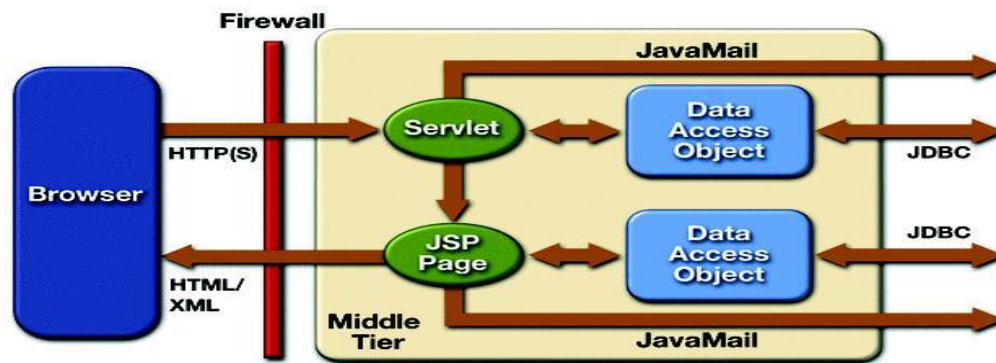 Firewall
JavaMail
Servlet
Data
Access
Object
HTTP(S)
JDBC
Browser
JSP
Page
Data
Access
Object
JDBC
HTML/
XML
Middle
Tier
JavaMail